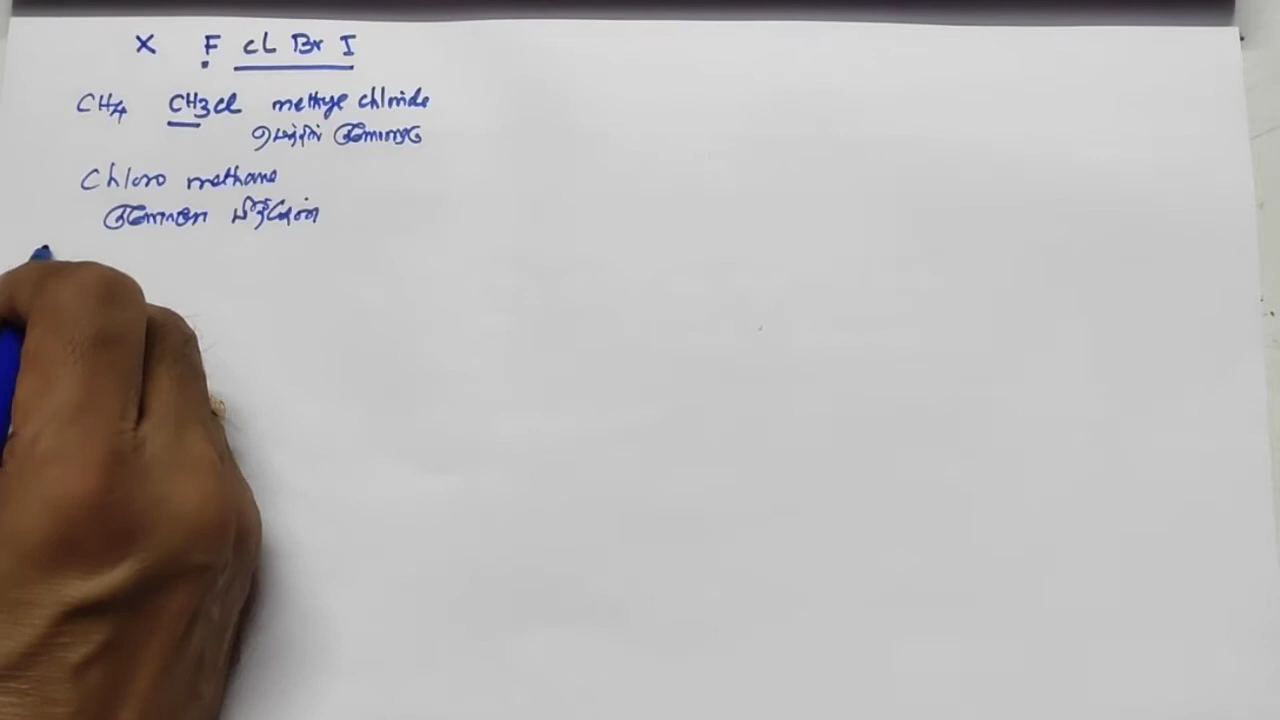 X F Cl Br I
CH4 CH3Cl methye chloride
மெத்தில் குளோரைடு
Chloro methane
குளோரோ மீத்தேன்